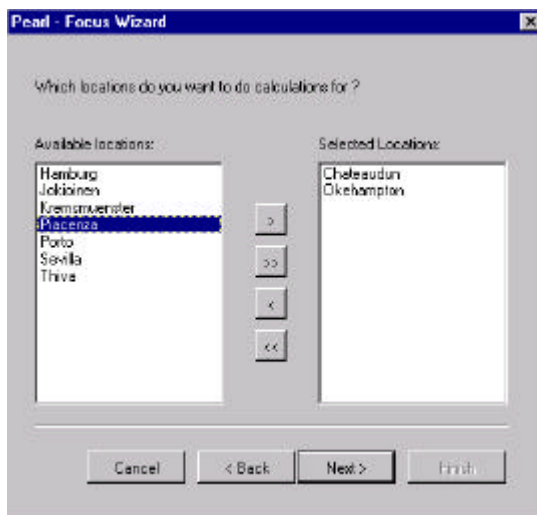 Pearl - Focus Wizard
Which locations do you want to do calculations for ?
Available locations:
Selected Locations:
Hamburg
Jokioinen
Kremsmuenster
Piacenza
Porto
Sevilla
Thiva
Chateaudun
Okehampton
>
>>
<
<<
Cancel
< Back
Next >
Finish